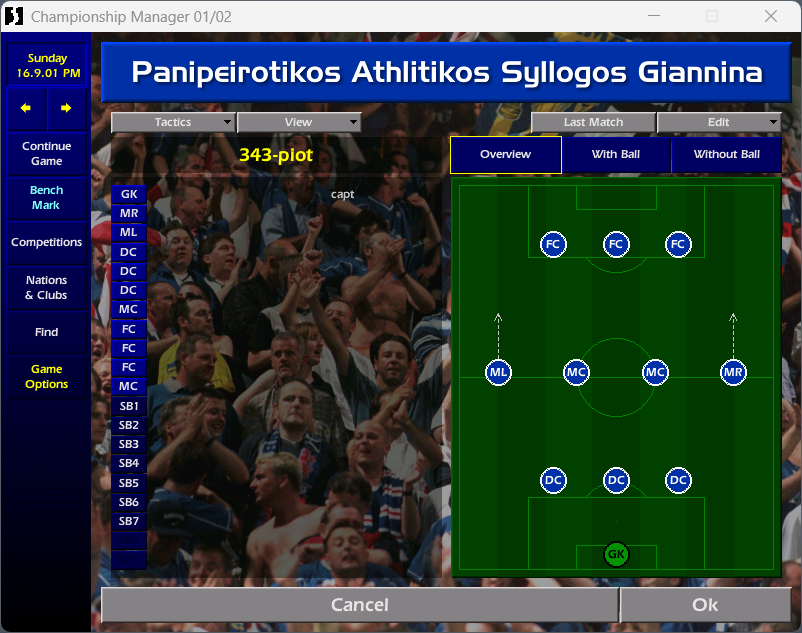 Championship Manager 01/02
Sunday
16.9.01 PM
Continue
Game
Bench
Mark
Competitions
Nations
& Clubs
Find
Game
Options
Panipeirotikos Athlitikos Syllogos Giannina
Tactics View Last Match Edit
343-piot
Overview With Ball Without Ball
GK capt
MR
ML
DC
DC
DC
MC
FC
FC
FC
MC
SB1
SB2
SB3
SB4
SB5
SB6
SB7
FC FC FC
ML MC MC MR
DC DC DC
GK
Cancel Ok